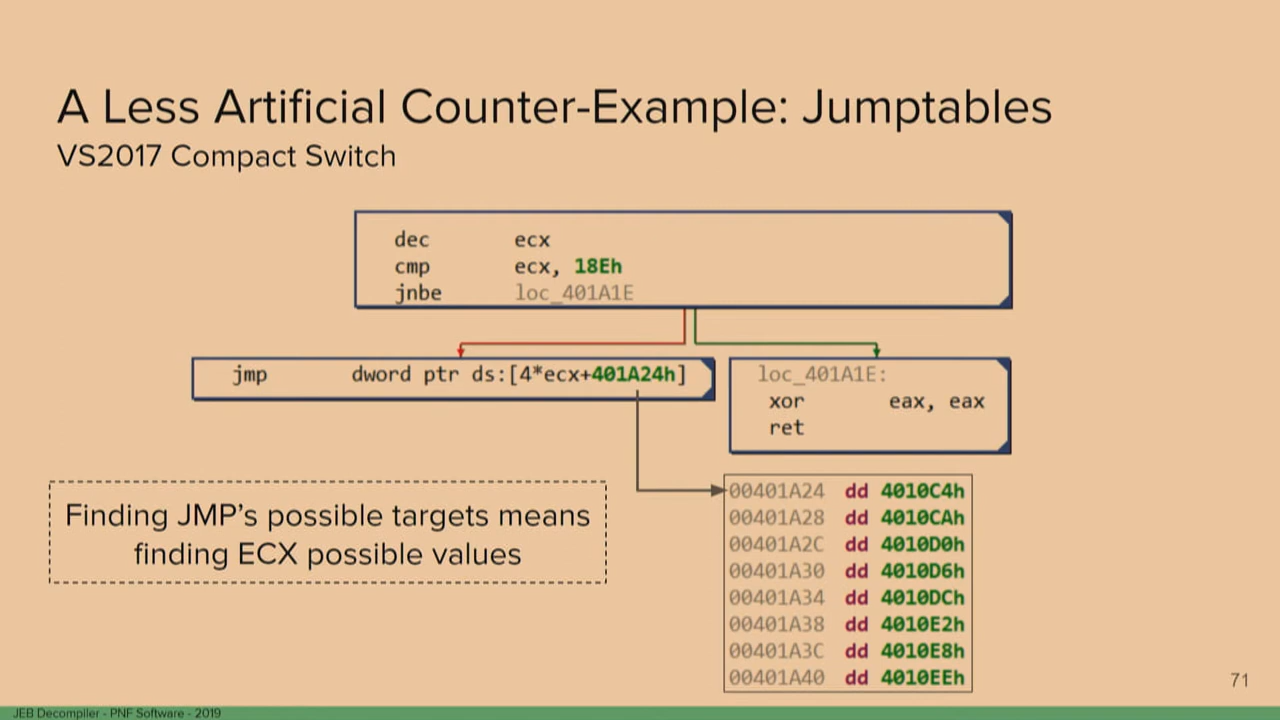 A Less Artificial Counter-Example: Jumptables
VS2017 Compact Switch
dec ecx
cmp ecx, 18Eh
jnbe loc_401A1E
jmp dword ptr ds:[4*ecx+401A24h]
loc_401A1E:
xor eax, eax
ret
Finding JMP's possible targets means
finding ECX possible values
00401A24 dd 4010C4h
00401A28 dd 4010CAh
00401A2C dd 4010D0h
00401A30 dd 4010D6h
00401A34 dd 4010DCh
00401A38 dd 4010E2h
00401A3C dd 4010E8h
00401A40 dd 4010EEh
71
JEB Decompiler - PNF Software - 2019